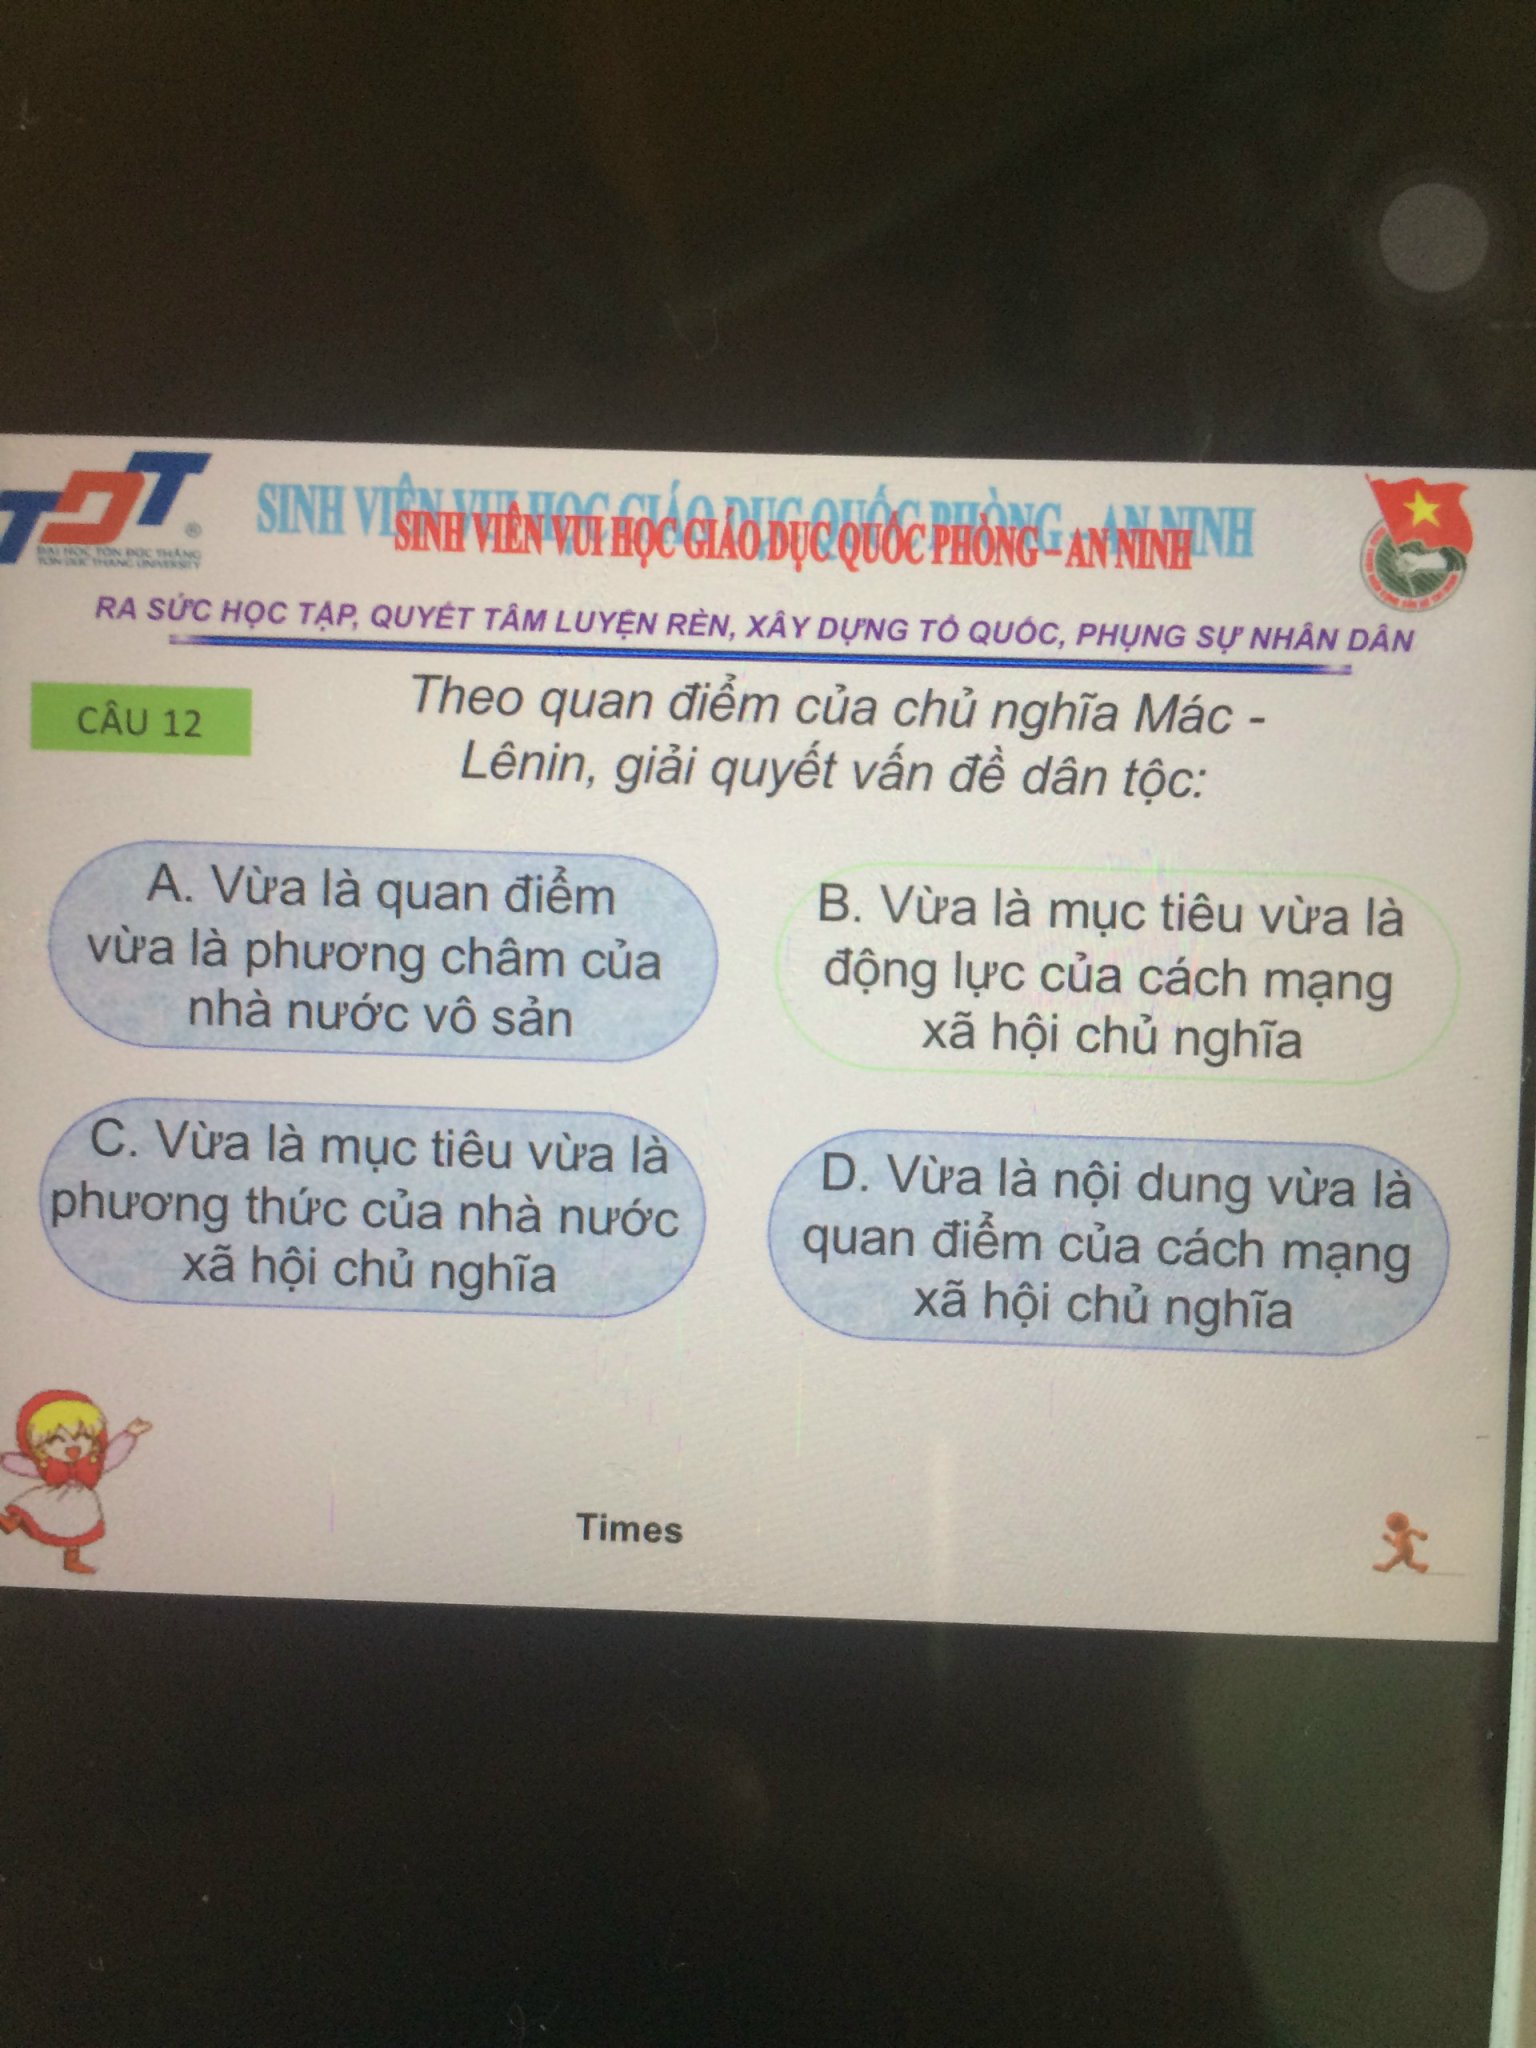 TDT
®
ĐẠI HỌC TÔN ĐỨC THẮNG
TON DUC THANG UNIVERSITY
SINH VIÊN VUI HỌC GIÁO DỤC QUỐC PHÒNG – AN NINH
SINH VIÊN VUI HỌC GIÁO DỤC QUỐC PHÒNG – AN NINH
RA SỨC HỌC TẬP, QUYẾT TÂM LUYỆN RÈN, XÂY DỰNG TỔ QUỐC, PHỤNG SỰ NHÂN DÂN
CÂU 12
Theo quan điểm của chủ nghĩa Mác -
Lênin, giải quyết vấn đề dân tộc:
A. Vừa là quan điểm
vừa là phương châm của
nhà nước vô sản
B. Vừa là mục tiêu vừa là
động lực của cách mạng
xã hội chủ nghĩa
C. Vừa là mục tiêu vừa là
phương thức của nhà nước
xã hội chủ nghĩa
D. Vừa là nội dung vừa là
quan điểm của cách mạng
xã hội chủ nghĩa
Times